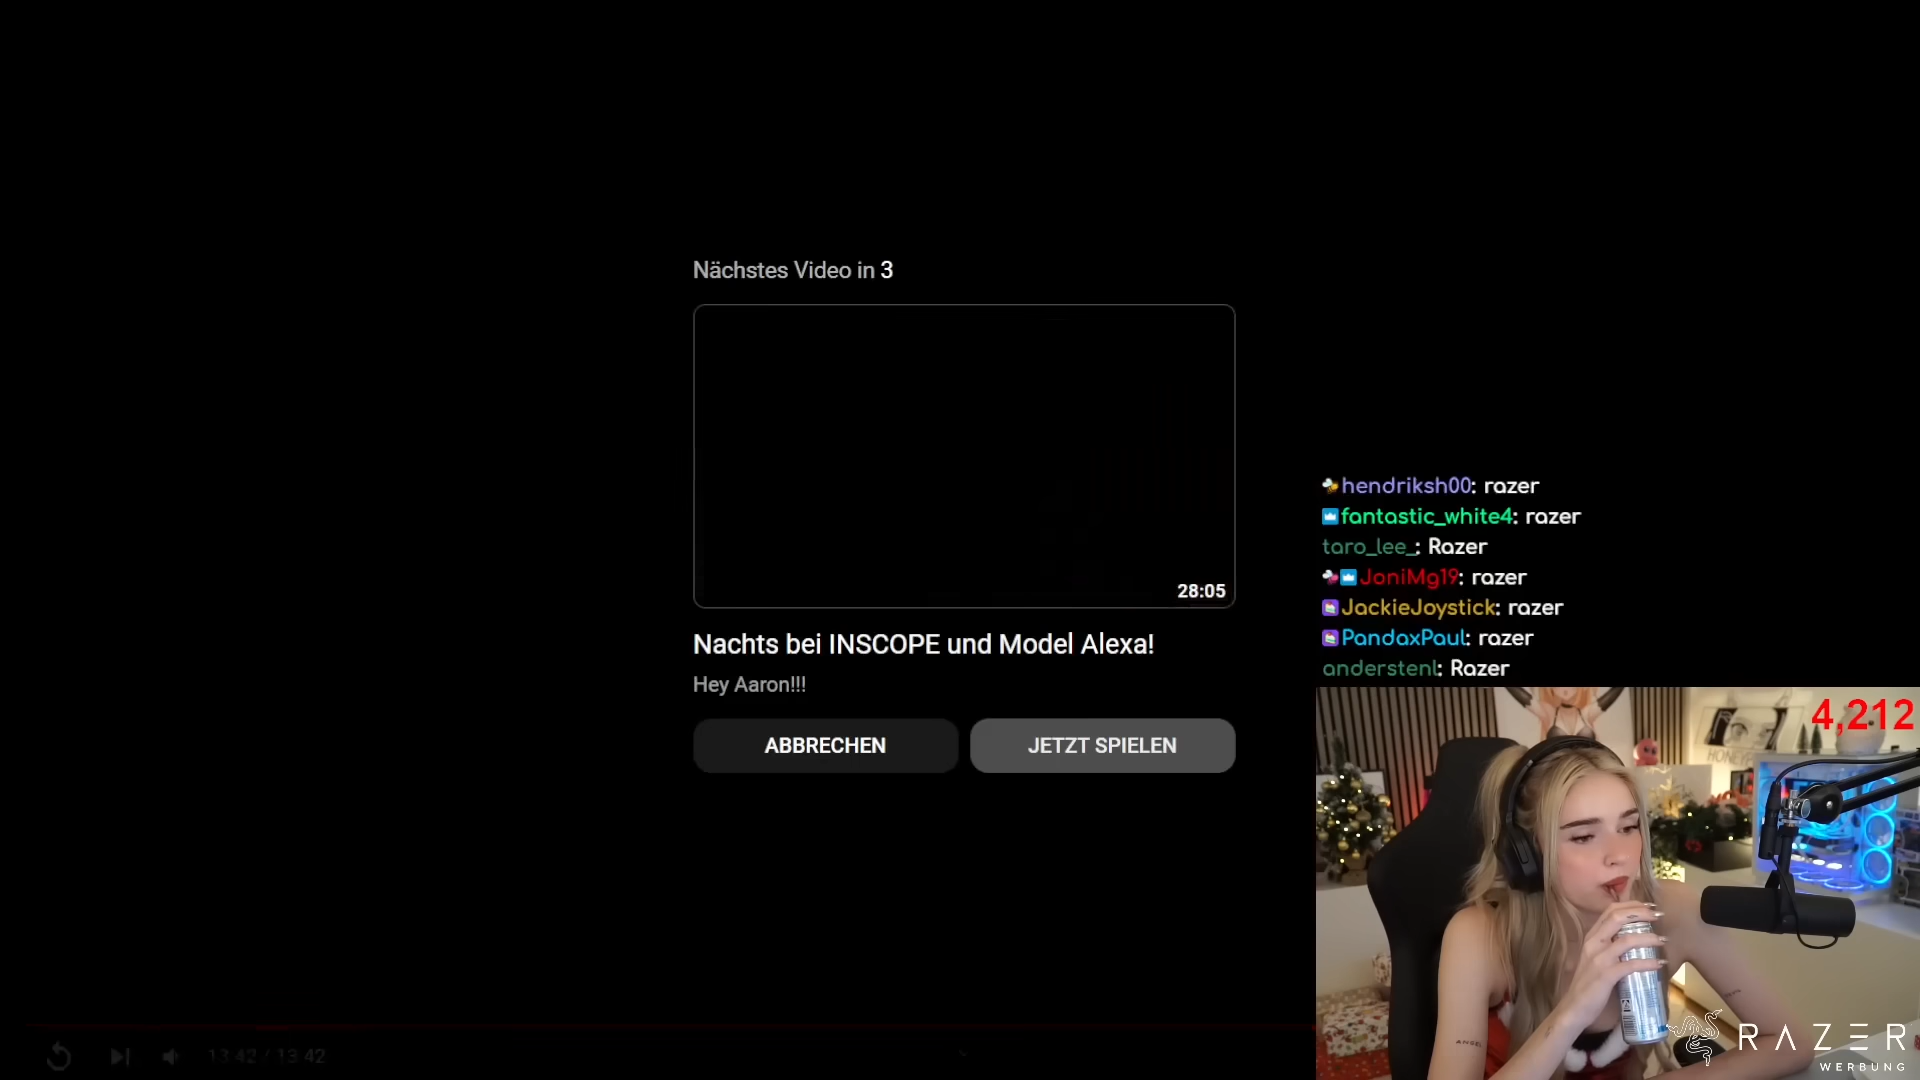 Nächstes Video in 3
28:05
Nachts bei INSCOPE und Model Alexa!
Hey Aaron!!!
ABBRECHEN
JETZT SPIELEN
hendriksh00: razer
fantastic_white4: razer
taro_lee_: Razer
JoniMg19: razer
JackieJoystick: razer
PandaxPaul: razer
anderstenl: Razer
4,212
RAZER
WERBUNG
13:42 / 13:42